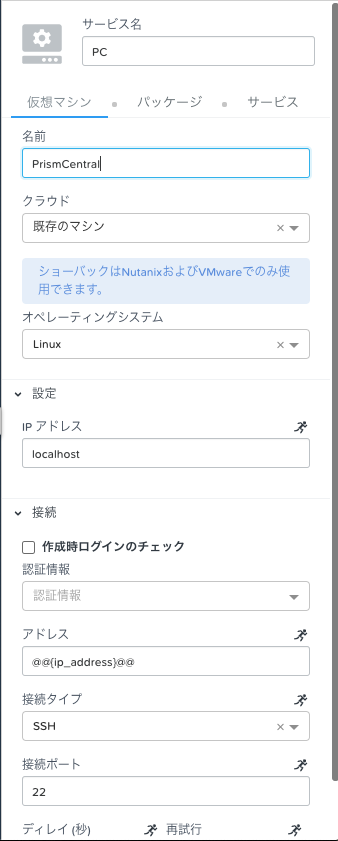 サービス名
PC
仮想マシン パッケージ サービス
名前
PrismCentral
クラウド
既存のマシン
ショーバックはNutanixおよびVMwareでのみ使
用できます。
オペレーティングシステム
Linux
設定
IP アドレス
localhost
接続
作成時ログインのチェック
認証情報
認証情報
アドレス
@@{ip_address}@@
接続タイプ
SSH
接続ポート
22
ディレイ (秒) 再試行